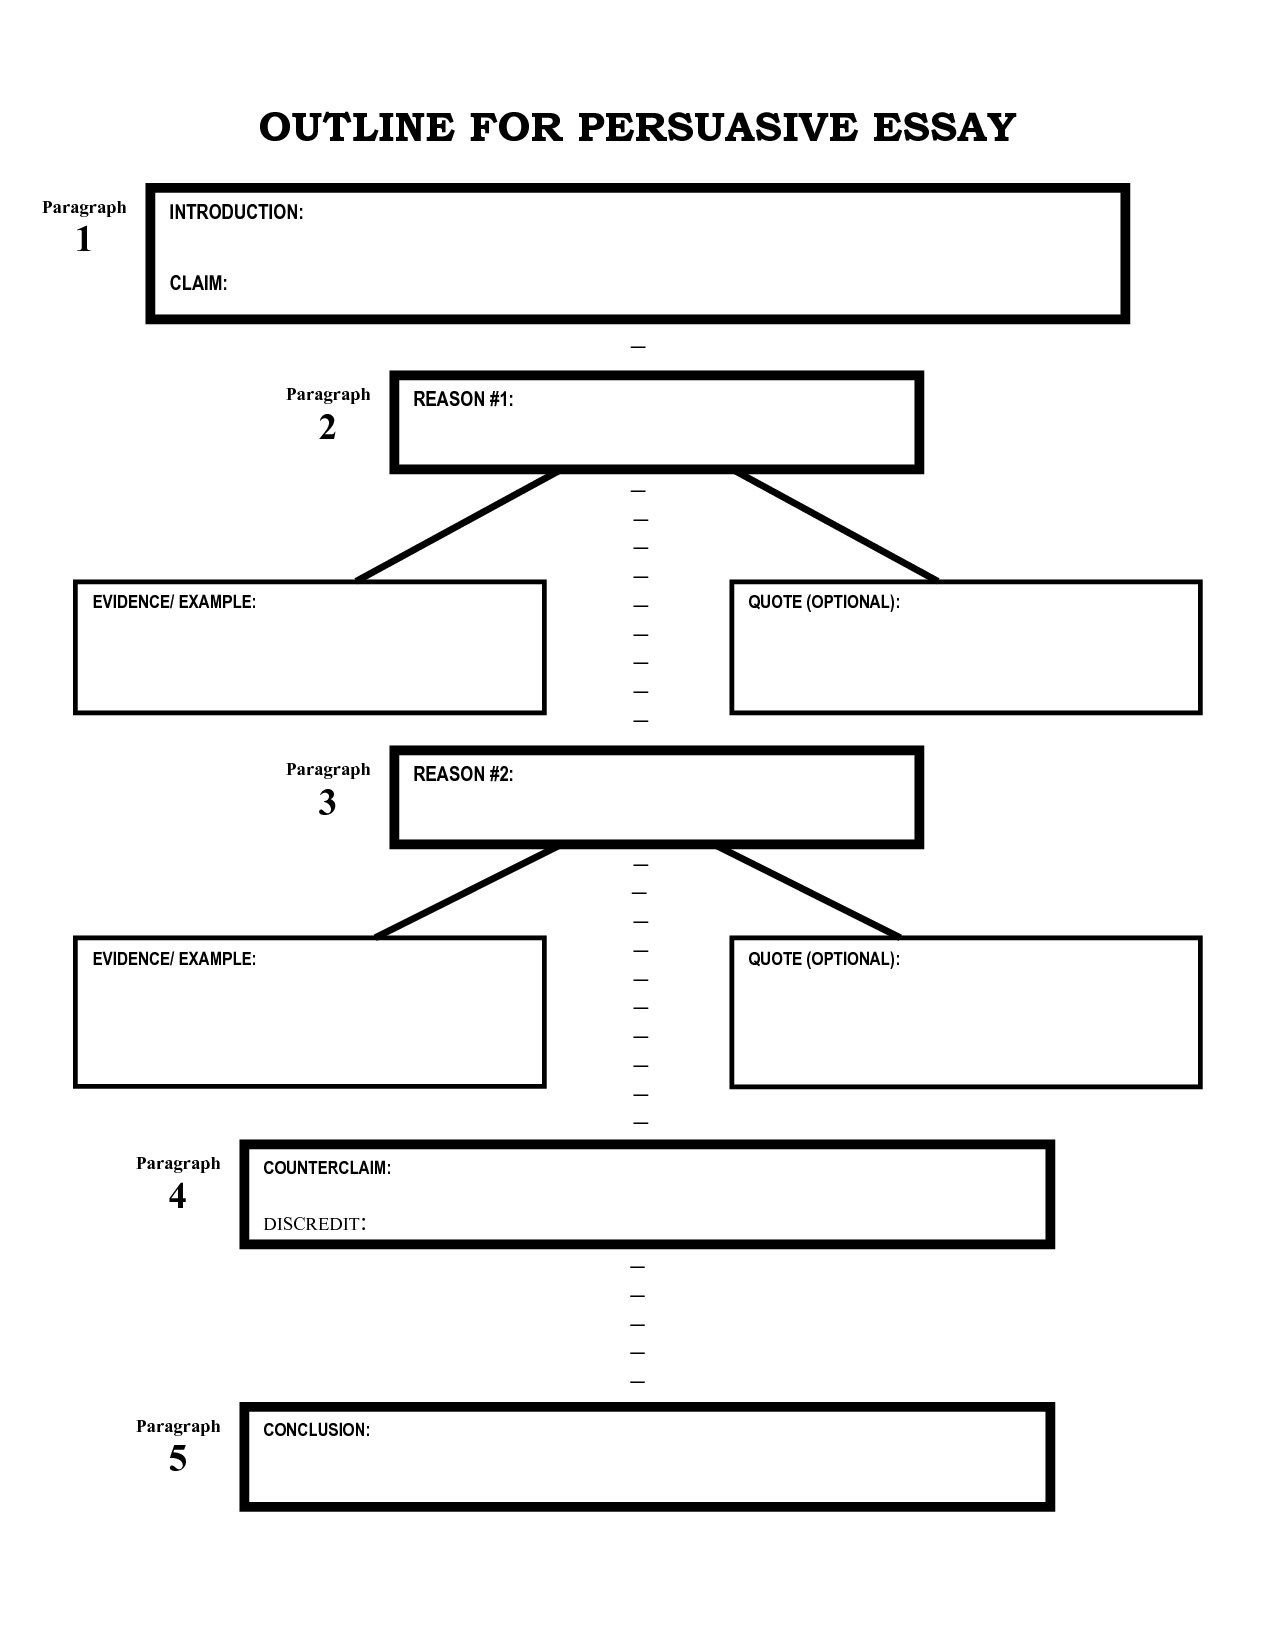 OUTLINE FOR PERSUASIVE ESSAY
Paragraph
1
INTRODUCTION:
CLAIM:
Paragraph
2
REASON #1:
EVIDENCE/ EXAMPLE:
QUOTE (OPTIONAL):
Paragraph
3
REASON #2:
EVIDENCE/ EXAMPLE:
QUOTE (OPTIONAL):
Paragraph
4
COUNTERCLAIM:
DISCREDIT:
Paragraph
5
CONCLUSION: